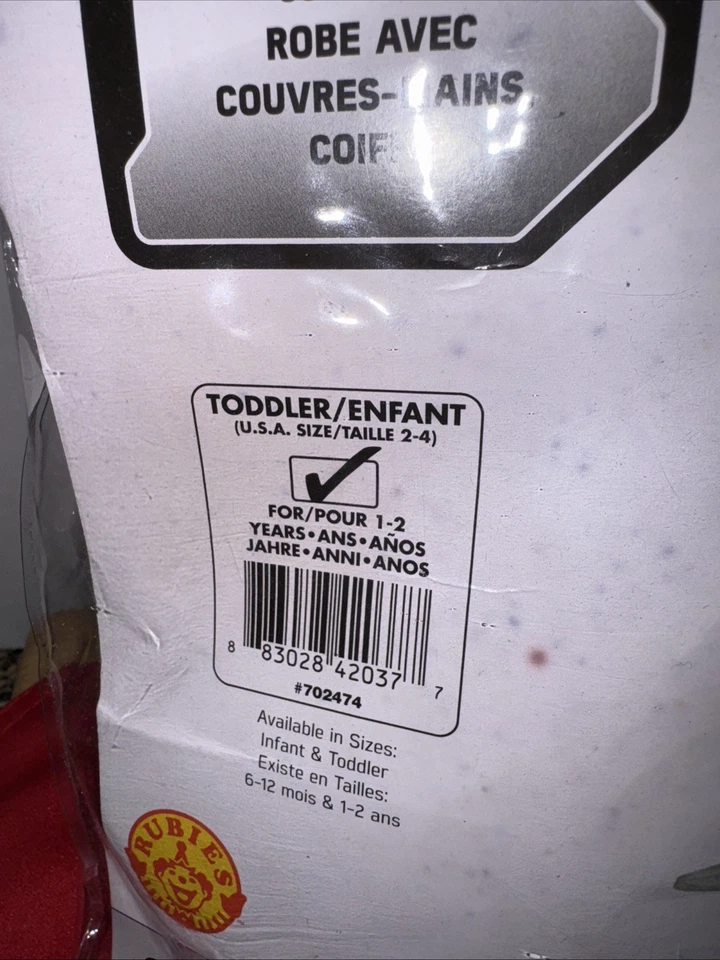 ROBE AVEC
COUVRES-
TODDLER/ENFANT
(U.S.A. SIZE/TAILLE 2-4)
FOR/POUR 1-2
YEARS•ANS•AÑOS
JAHRE•ANNI•ANOS
8 83028 42037 7
#702474
Available in Sizes:
Infant & Toddler
Existe en Tailles:
6-12 mois & 1-2 ans
RUBIES